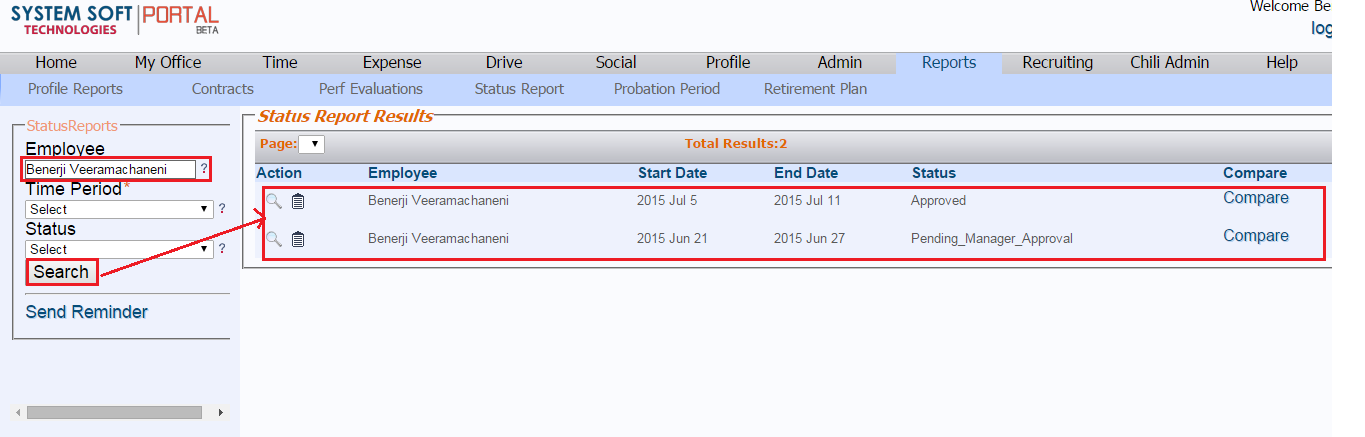 SYSTEM SOFT PORTAL
TECHNOLOGIES BETA
Welcome Be
log
Home My Office Time Expense Drive Social Profile Admin Reports Recruiting Chili Admin Help
Profile Reports Contracts Perf Evaluations Status Report Probation Period Retirement Plan
StatusReports
Employee
Benerji Veeramachaneni ?
Time Period*
Select ?
Status
Select ?
Search
Send Reminder
Status Report Results
Page: Total Results:2
Action Employee Start Date End Date Status Compare
Benerji Veeramachaneni 2015 Jul 5 2015 Jul 11 Approved Compare
Benerji Veeramachaneni 2015 Jun 21 2015 Jun 27 Pending_Manager_Approval Compare